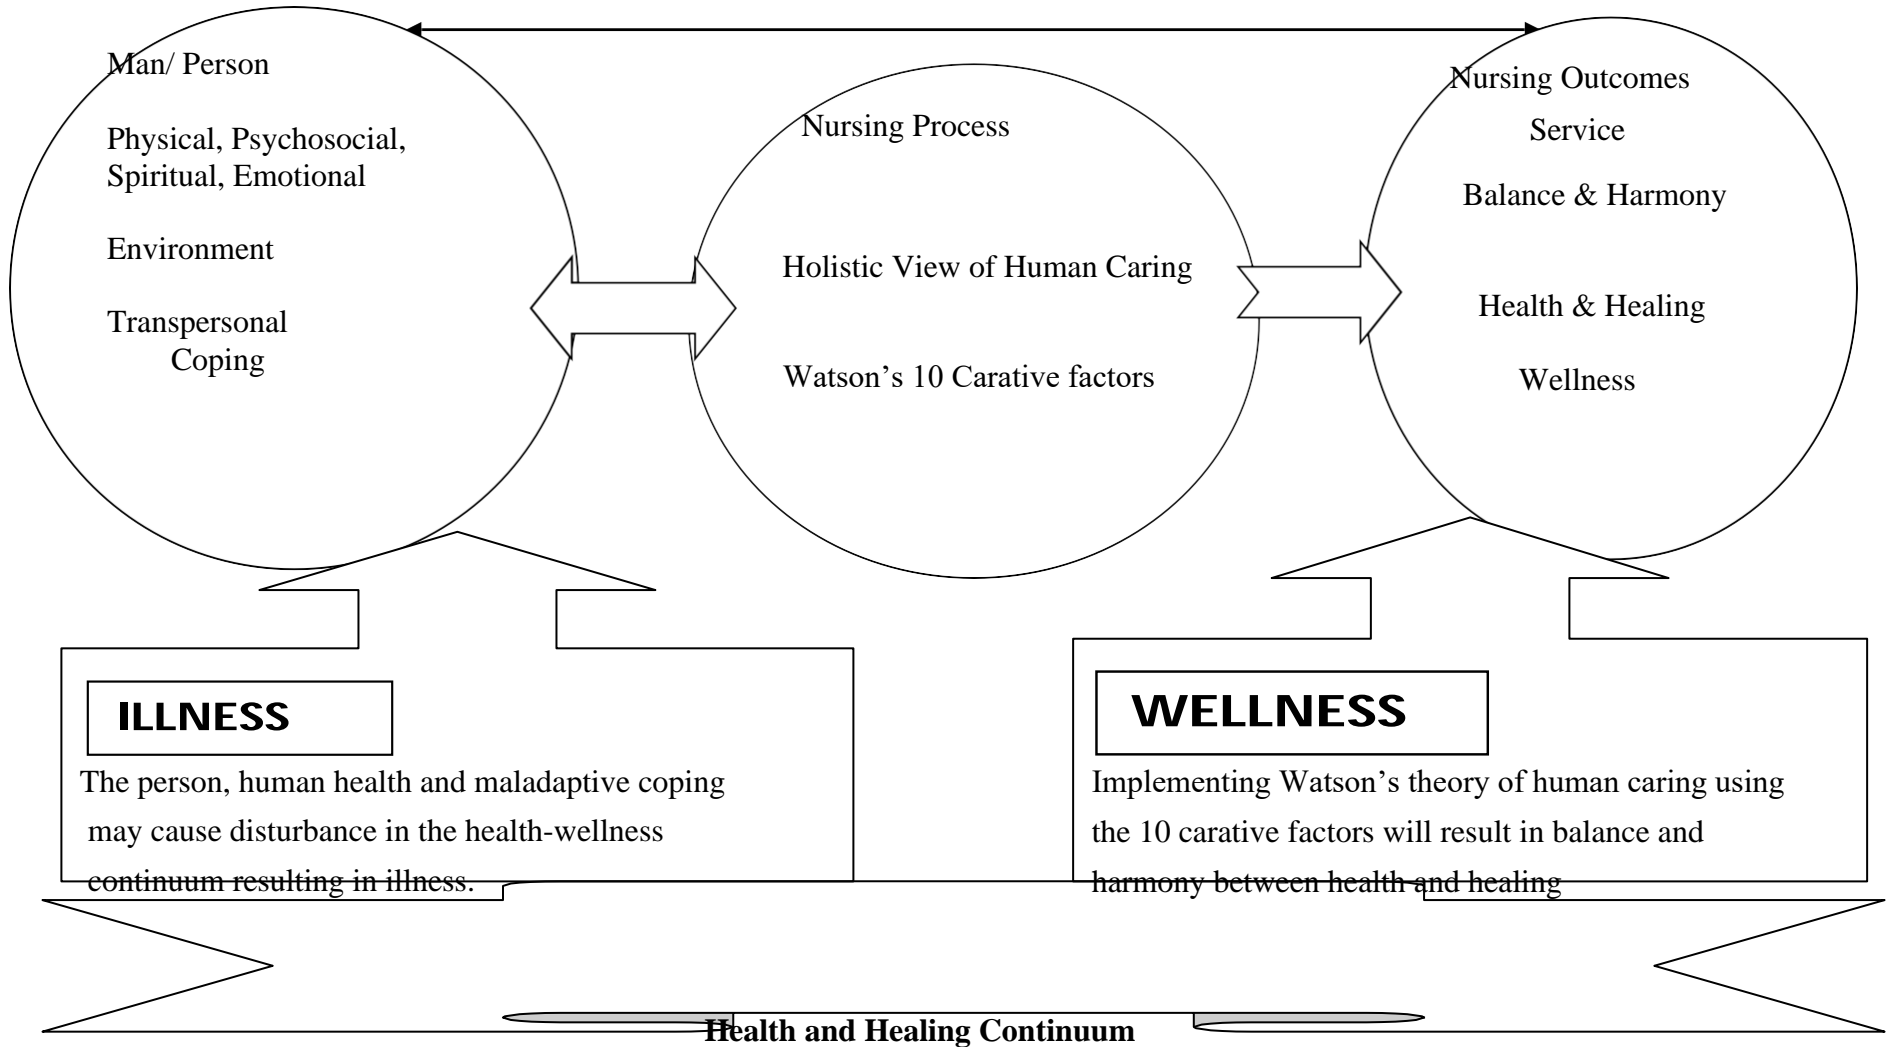 Man/ Person
Physical, Psychosocial,
Spiritual, Emotional
Environment
Transpersonal
Coping
Nursing Process
Holistic View of Human Caring
Watson’s 10 Carative factors
Nursing Outcomes
Service
Balance & Harmony
Health & Healing
Wellness
ILLNESS
The person, human health and maladaptive coping
may cause disturbance in the health-wellness
continuum resulting in illness.
WELLNESS
Implementing Watson’s theory of human caring using
the 10 carative factors will result in balance and
harmony between health and healing
Health and Healing Continuum